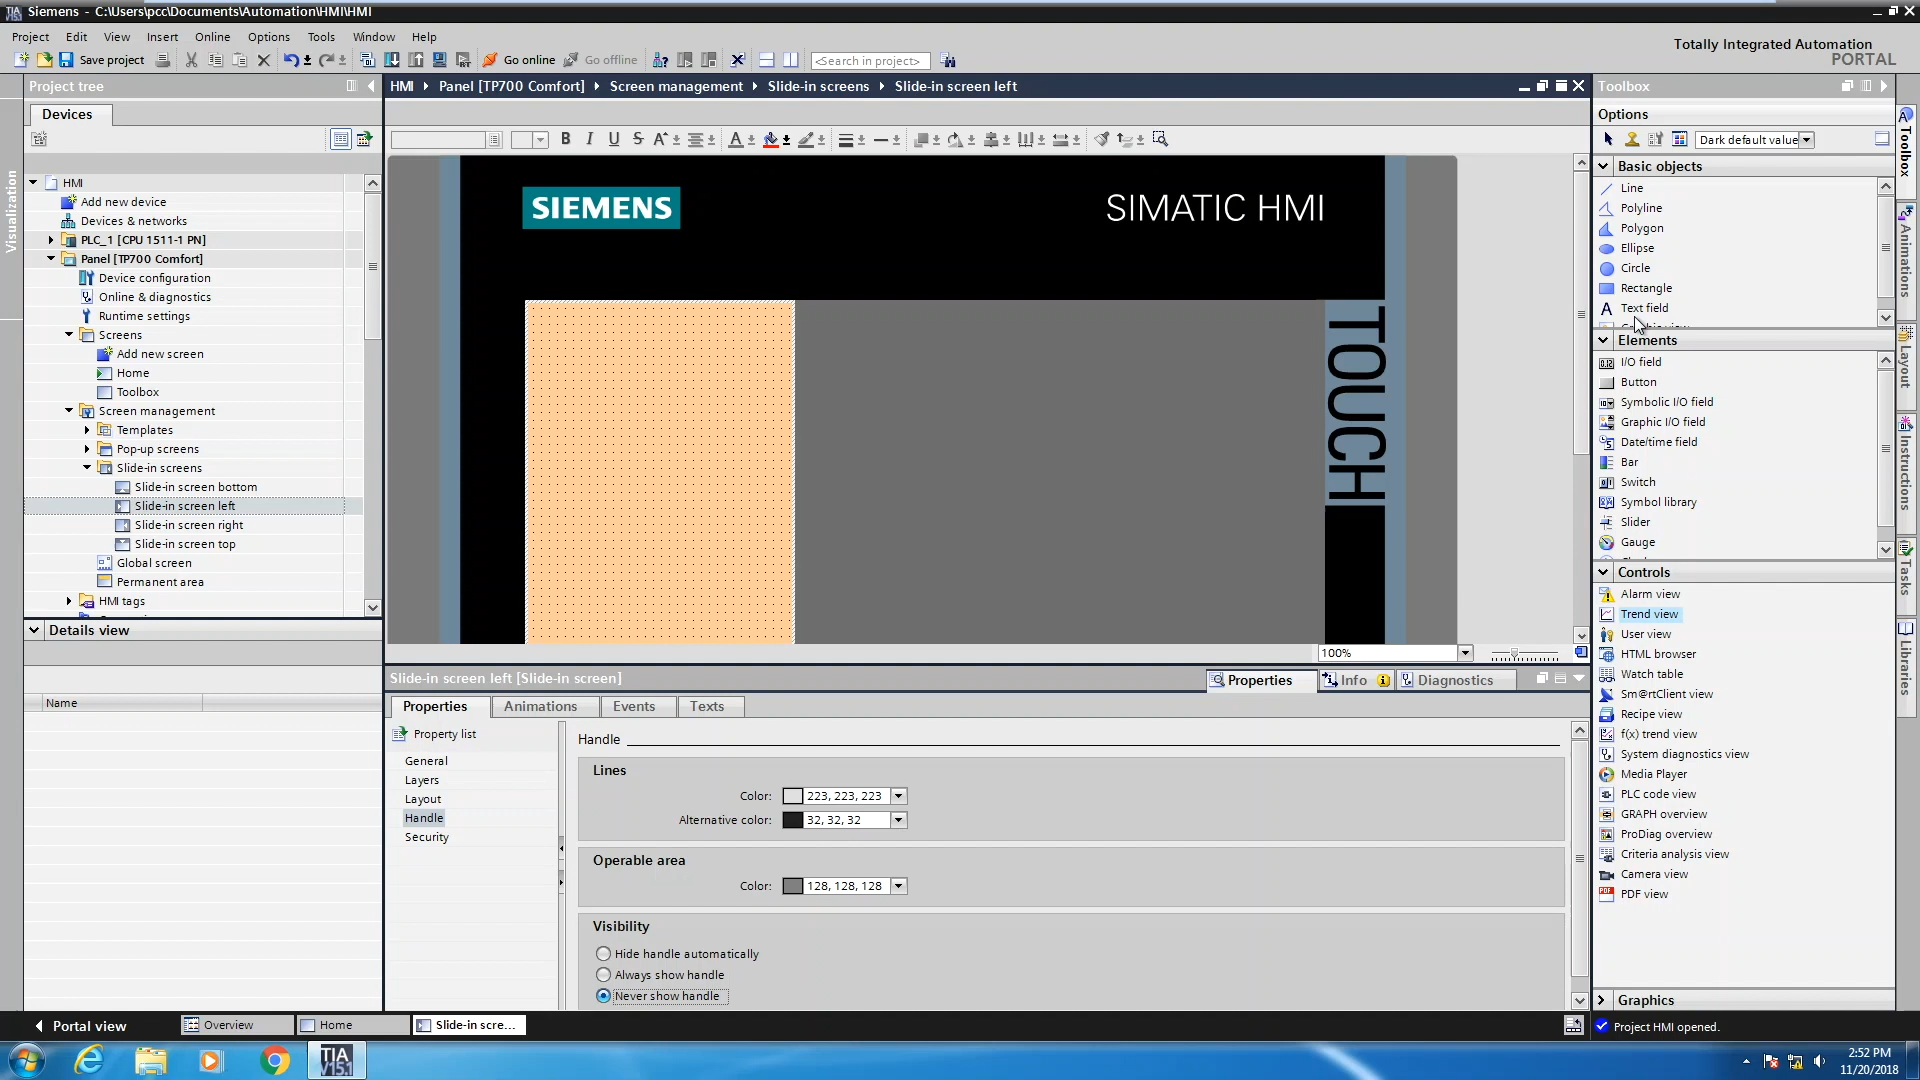 Siemens - C:\Users\pcc\Documents\Automation\HMI\HMI
Project Edit View Insert Online Options Tools Window Help
Totally Integrated Automation
PORTAL
Save project
Go online
Go offline
<Search in project>
Project tree
HMI
Panel [TP700 Comfort]
Screen management
Slide-in screens
Slide-in screen left
Toolbox
Devices
Options
Dark default value
Visualization
HMI
Add new device
Devices & networks
PLC_1 [CPU 1511-1 PN]
Panel [TP700 Comfort]
Device configuration
Online & diagnostics
Runtime settings
Screens
Add new screen
Home
Toolbox
Screen management
Templates
Pop-up screens
Slide-in screens
Slide-in screen bottom
Slide-in screen left
Slide-in screen right
Slide-in screen top
Global screen
Permanent area
HMI tags
Details view
Name
SIEMENS
SIMATIC HMI
TOUCH
100%
Slide-in screen left [Slide-in screen]
Properties
Info
Diagnostics
Properties
Animations
Events
Texts
Property list
General
Layers
Layout
Handle
Security
Handle
Lines
Color: 223, 223, 223
Alternative color: 32, 32, 32
Operable area
Color: 128, 128, 128
Visibility
Hide handle automatically
Always show handle
Never show handle
Basic objects
Line
Polyline
Polygon
Ellipse
Circle
Rectangle
Text field
Elements
I/O field
Button
Symbolic I/O field
Graphic I/O field
Date/time field
Bar
Switch
Symbol library
Slider
Gauge
Controls
Alarm view
Trend view
User view
HTML browser
Watch table
Sm@rtClient view
Recipe view
f(x) trend view
System diagnostics view
Media Player
PLC code view
GRAPH overview
ProDiag overview
Criteria analysis view
Camera view
PDF view
Graphics
Toolbox
Animations
Layout
Instructions
Tasks
Libraries
Portal view
Overview
Home
Slide-in scre...
Project HMI opened.
TIA
V15.1
2:52 PM
11/20/2018